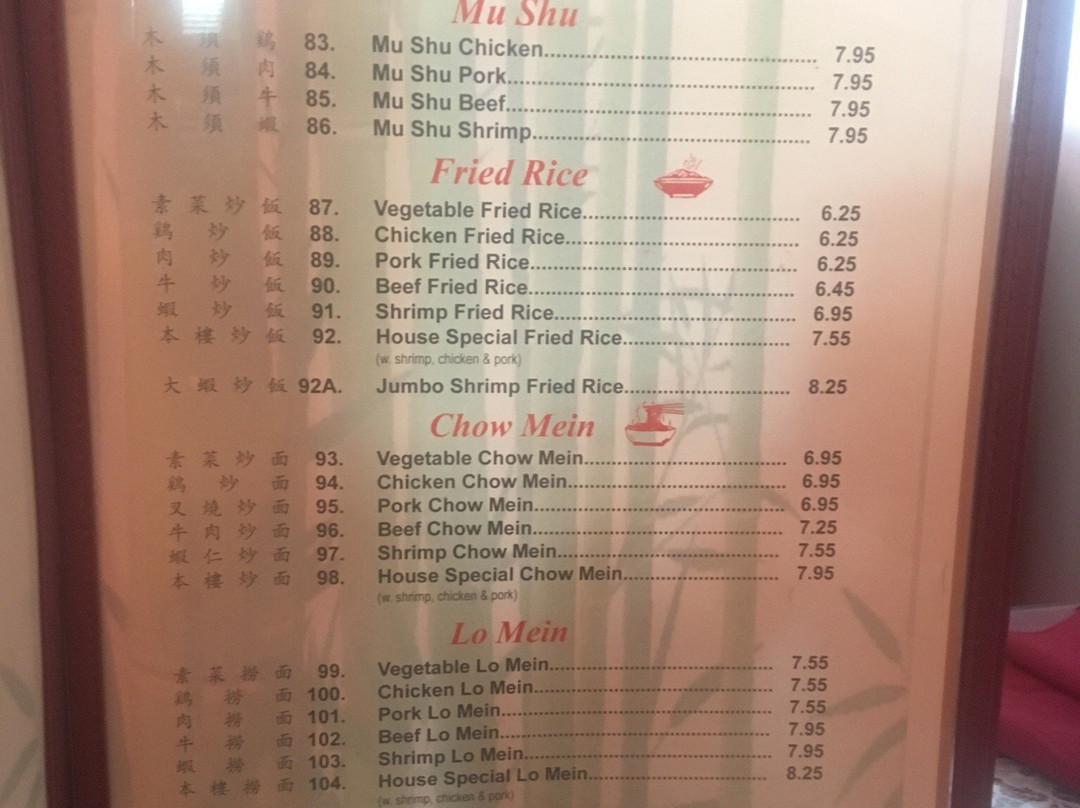 Mu Shu
木 須 鷄 83. Mu Shu Chicken 7.95
木 須 肉 84. Mu Shu Pork 7.95
木 須 牛 85. Mu Shu Beef 7.95
木 須 蝦 86. Mu Shu Shrimp 7.95
Fried Rice
素 菜 炒 飯 87. Vegetable Fried Rice 6.25
鷄 炒 飯 88. Chicken Fried Rice 6.25
肉 炒 飯 89. Pork Fried Rice 6.25
牛 炒 飯 90. Beef Fried Rice 6.45
蝦 炒 飯 91. Shrimp Fried Rice 6.95
本 樓 炒 飯 92. House Special Fried Rice 7.55
(w. shrimp, chicken & pork)
大 蝦 炒 飯 92A. Jumbo Shrimp Fried Rice 8.25
Chow Mein
素 菜 炒 面 93. Vegetable Chow Mein 6.95
鷄 炒 面 94. Chicken Chow Mein 6.95
叉 燒 炒 面 95. Pork Chow Mein 6.95
牛 肉 炒 面 96. Beef Chow Mein 7.25
蝦 仁 炒 面 97. Shrimp Chow Mein 7.55
本 樓 炒 面 98. House Special Chow Mein 7.95
(w. shrimp, chicken & pork)
Lo Mein
素 菜 撈 面 99. Vegetable Lo Mein 7.55
鷄 撈 面 100. Chicken Lo Mein 7.55
肉 撈 面 101. Pork Lo Mein 7.55
牛 撈 面 102. Beef Lo Mein 7.95
蝦 撈 面 103. Shrimp Lo Mein 7.95
本 樓 撈 面 104. House Special Lo Mein 8.25
(w. shrimp, chicken & pork)